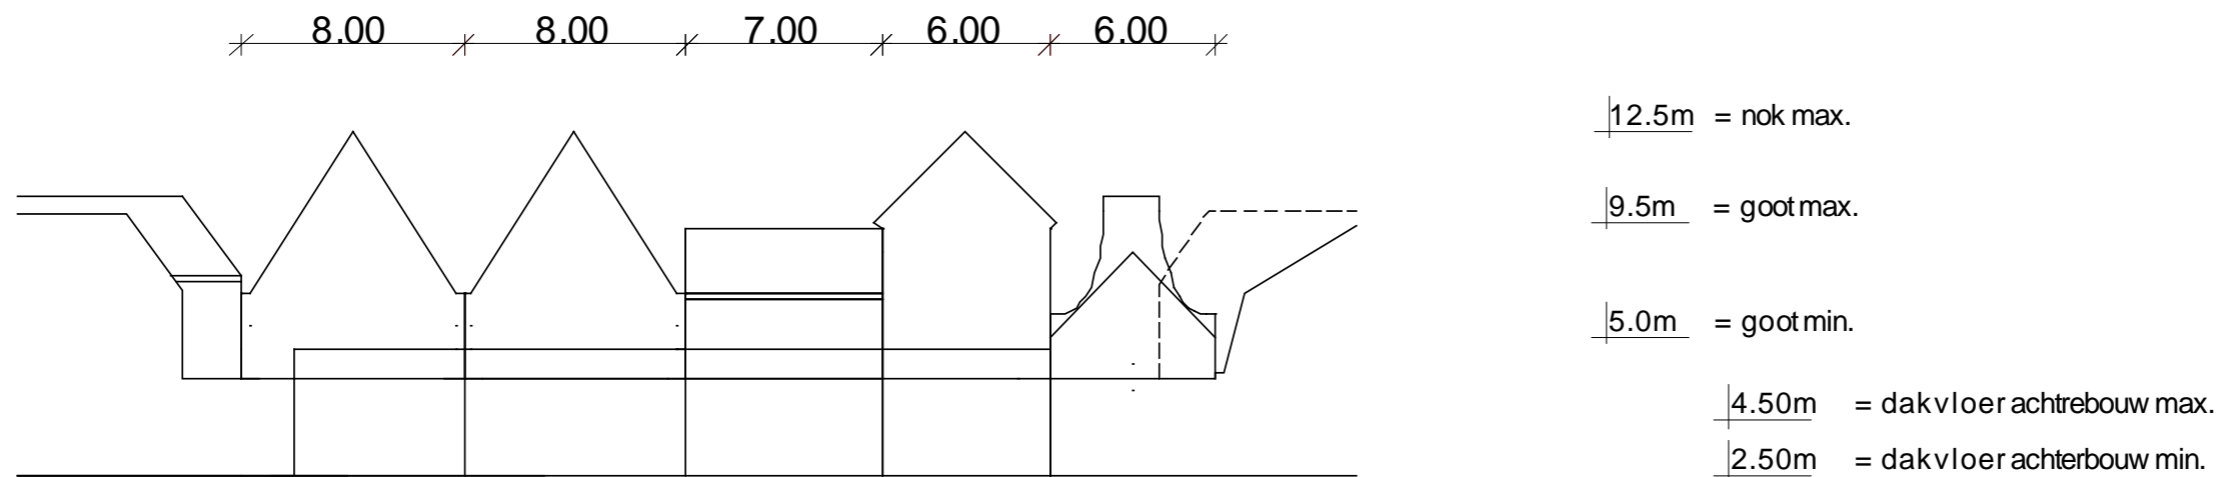 8.00 8.00 7.00 6.00 6.00
12.5m = nok max.
9.5m = goot max.
5.0m = goot min.
4.50m = dakvloer achtrebouw max.
2.50m = dakvloer achterbouw min.